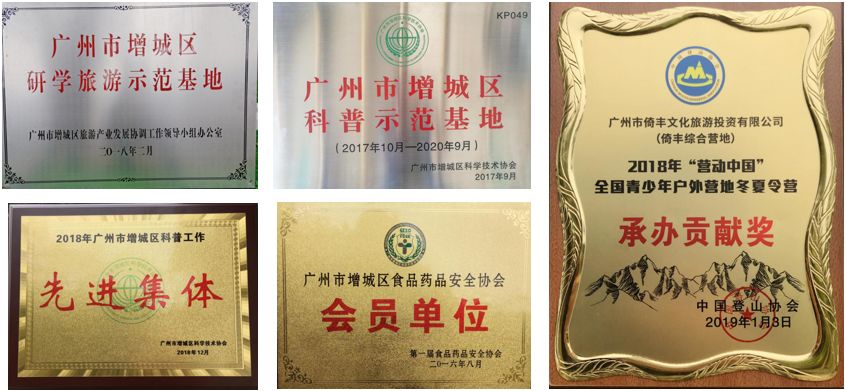 广州市增城区
研学旅游示范基地
广州市增城区旅游产业发展协调工作领导小组办公室
二〇一八年二月
KP049
广州市增城区
科普示范基地
(2017年10月—2020年9月)
广州市增城区科学技术协会
2017年9月
2018年广州市增城区科普工作
先进集体
广州市增城区科学技术协会
2018年12月
广州市增城区食品药品安全协会
会员单位
第一届食品药品安全协会
二〇一六年八月
广州市倚丰文化旅游投资有限公司
(倚丰综合营地)
2018年“营动中国”
全国青少年户外营地冬夏令营
承办贡献奖
中国登山协会
2019年1月3日